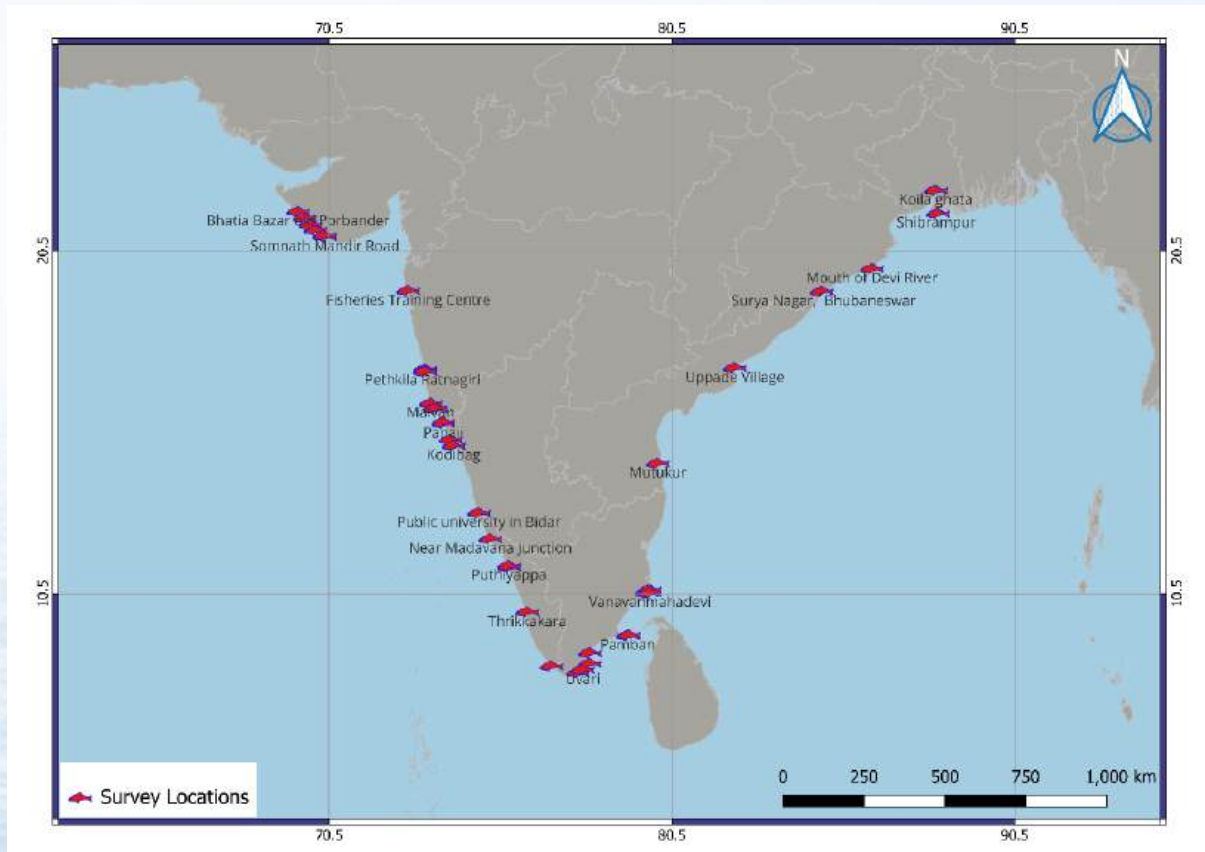 70.5 80.5 90.5
N
Koila ghata
Bhatia Bazar Porbander
Shibrampur
Somnath Mandir Road
20.5 20.5
Mouth of Devi River
Fisheries Training Centre
Surya Nagar, Bhubaneswar
Pethkila Ratnagiri
Uppade Village
Malvan
Panaji
Kodibag
Mutukur
Public university in Bidar
Near Madavana Junction
Puthiyappa
10.5 10.5
Vanavanmahadevi
Thrikkakara
Pamban
Uvari
0 250 500 750 1,000 km
Survey Locations
70.5 80.5 90.5